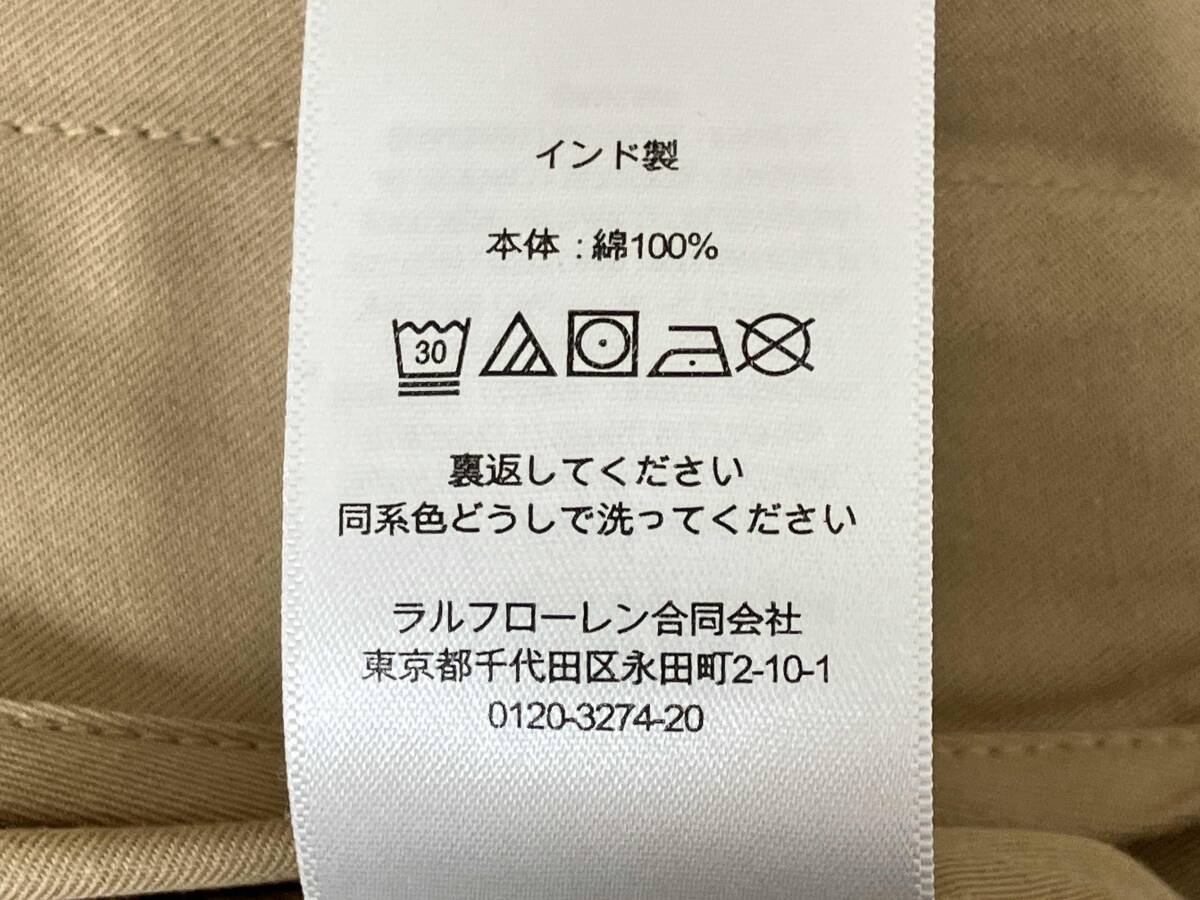 インド製
本体 : 綿100%
30
裏返してください
同系色どうしで洗ってください
ラルフローレン合同会社
東京都千代田区永田町2-10-1
0120-3274-20